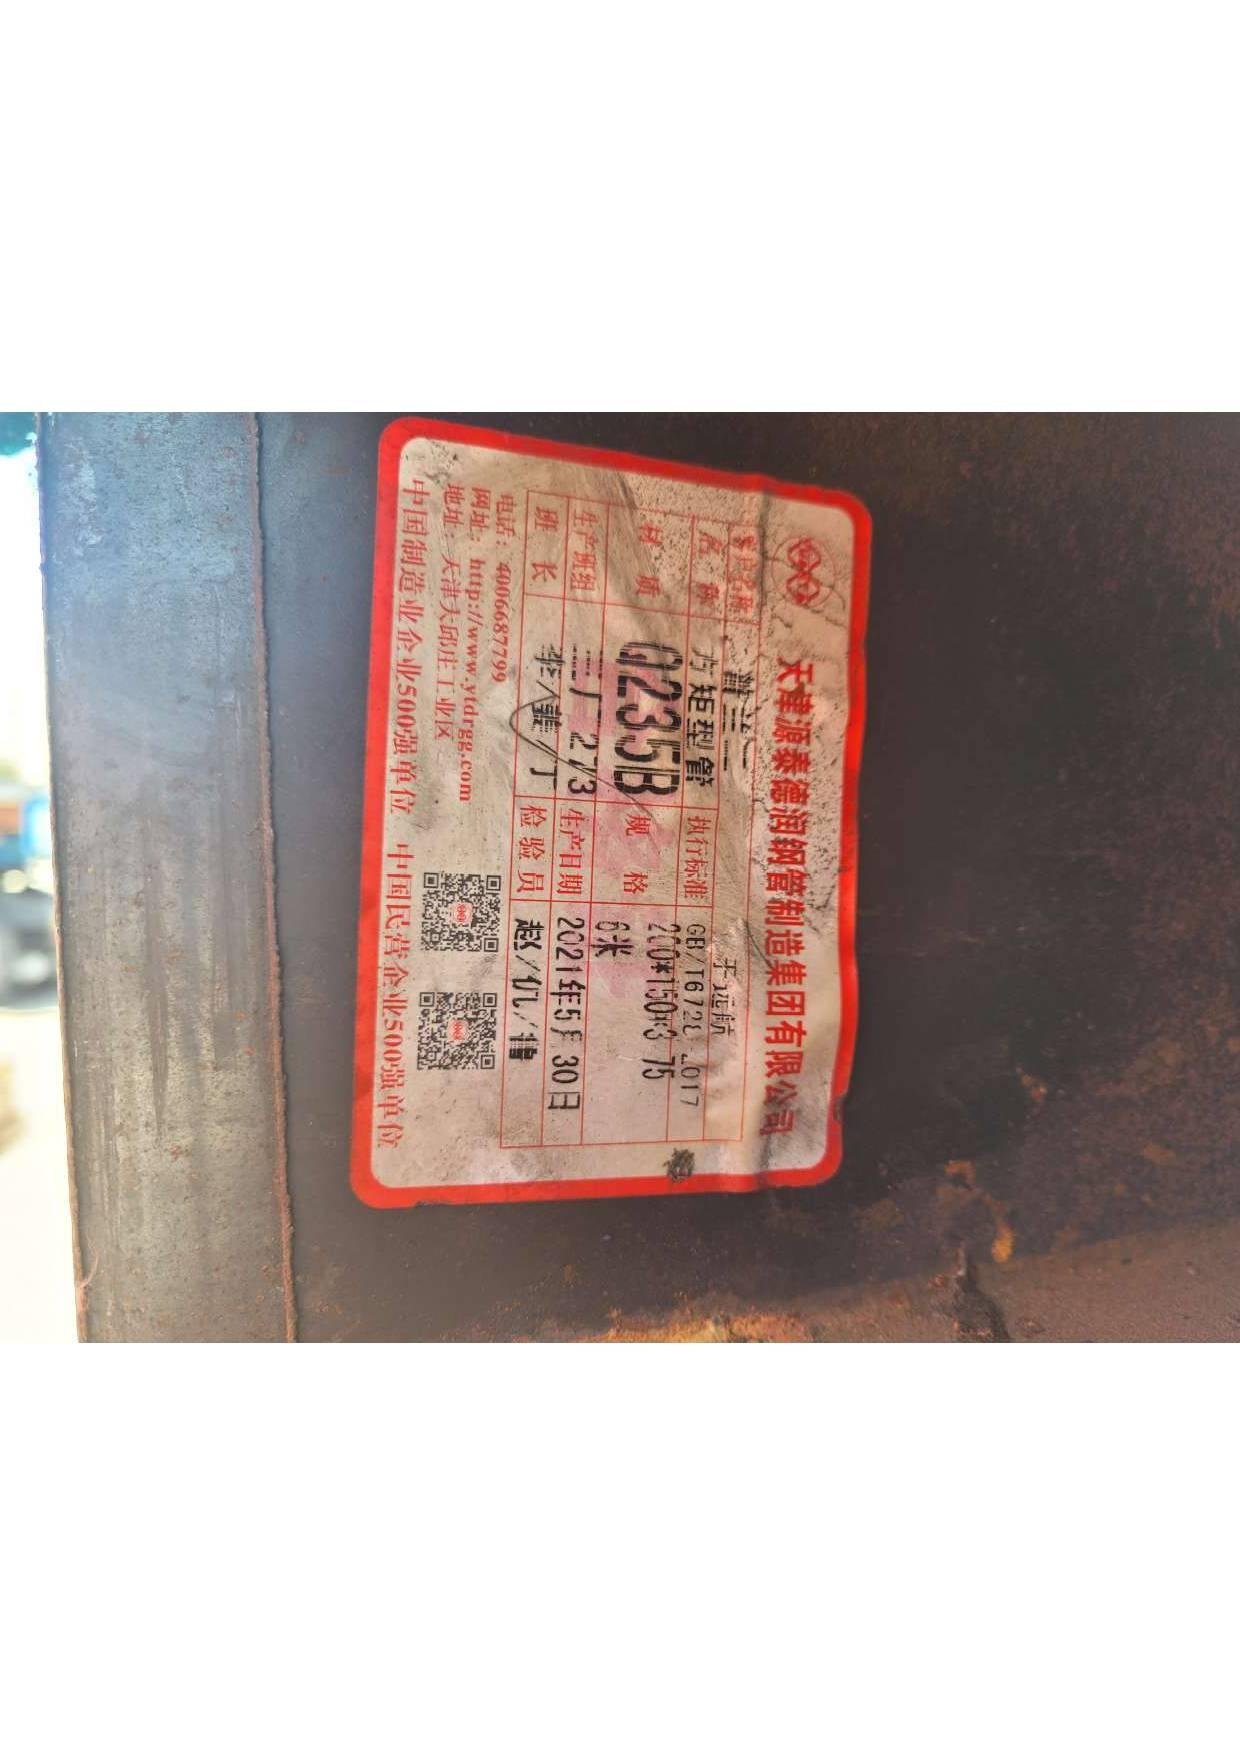 天津源泰德润钢管制造集团有限公司
客户名称 于远航
名称 方矩型管 执行标准 GB/T6728-2017
材质 Q235B 规格 200*150*3 75
6米
生产班组 生产日期 2021年5月30日
班长 检验员
电话：4006687799
网址：http://www.ytdrgg.com
地址：天津大邱庄工业区
中国制造业企业500强单位 中国民营企业500强单位